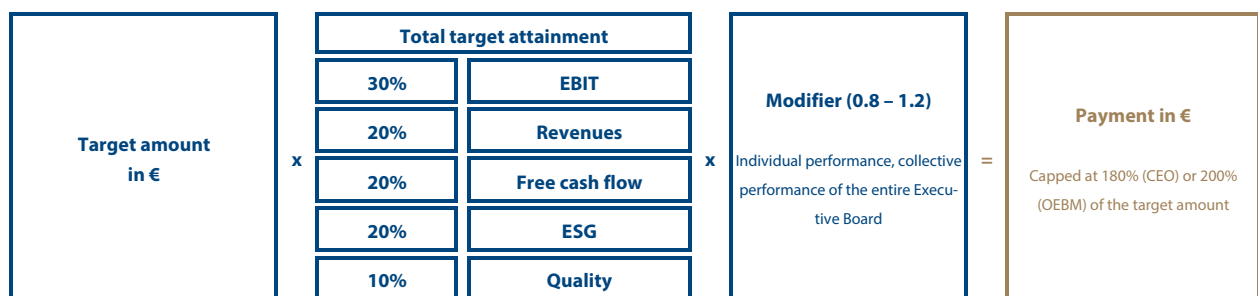 Target amount
in €
x
Total target attainment
30% EBIT
20% Revenues
20% Free cash flow
20% ESG
10% Quality
x
Modifier (0.8 – 1.2)
Individual performance, collective
performance of the entire Execu-
tive Board
=
Payment in €
Capped at 180% (CEO) or 200%
(OEBM) of the target amount